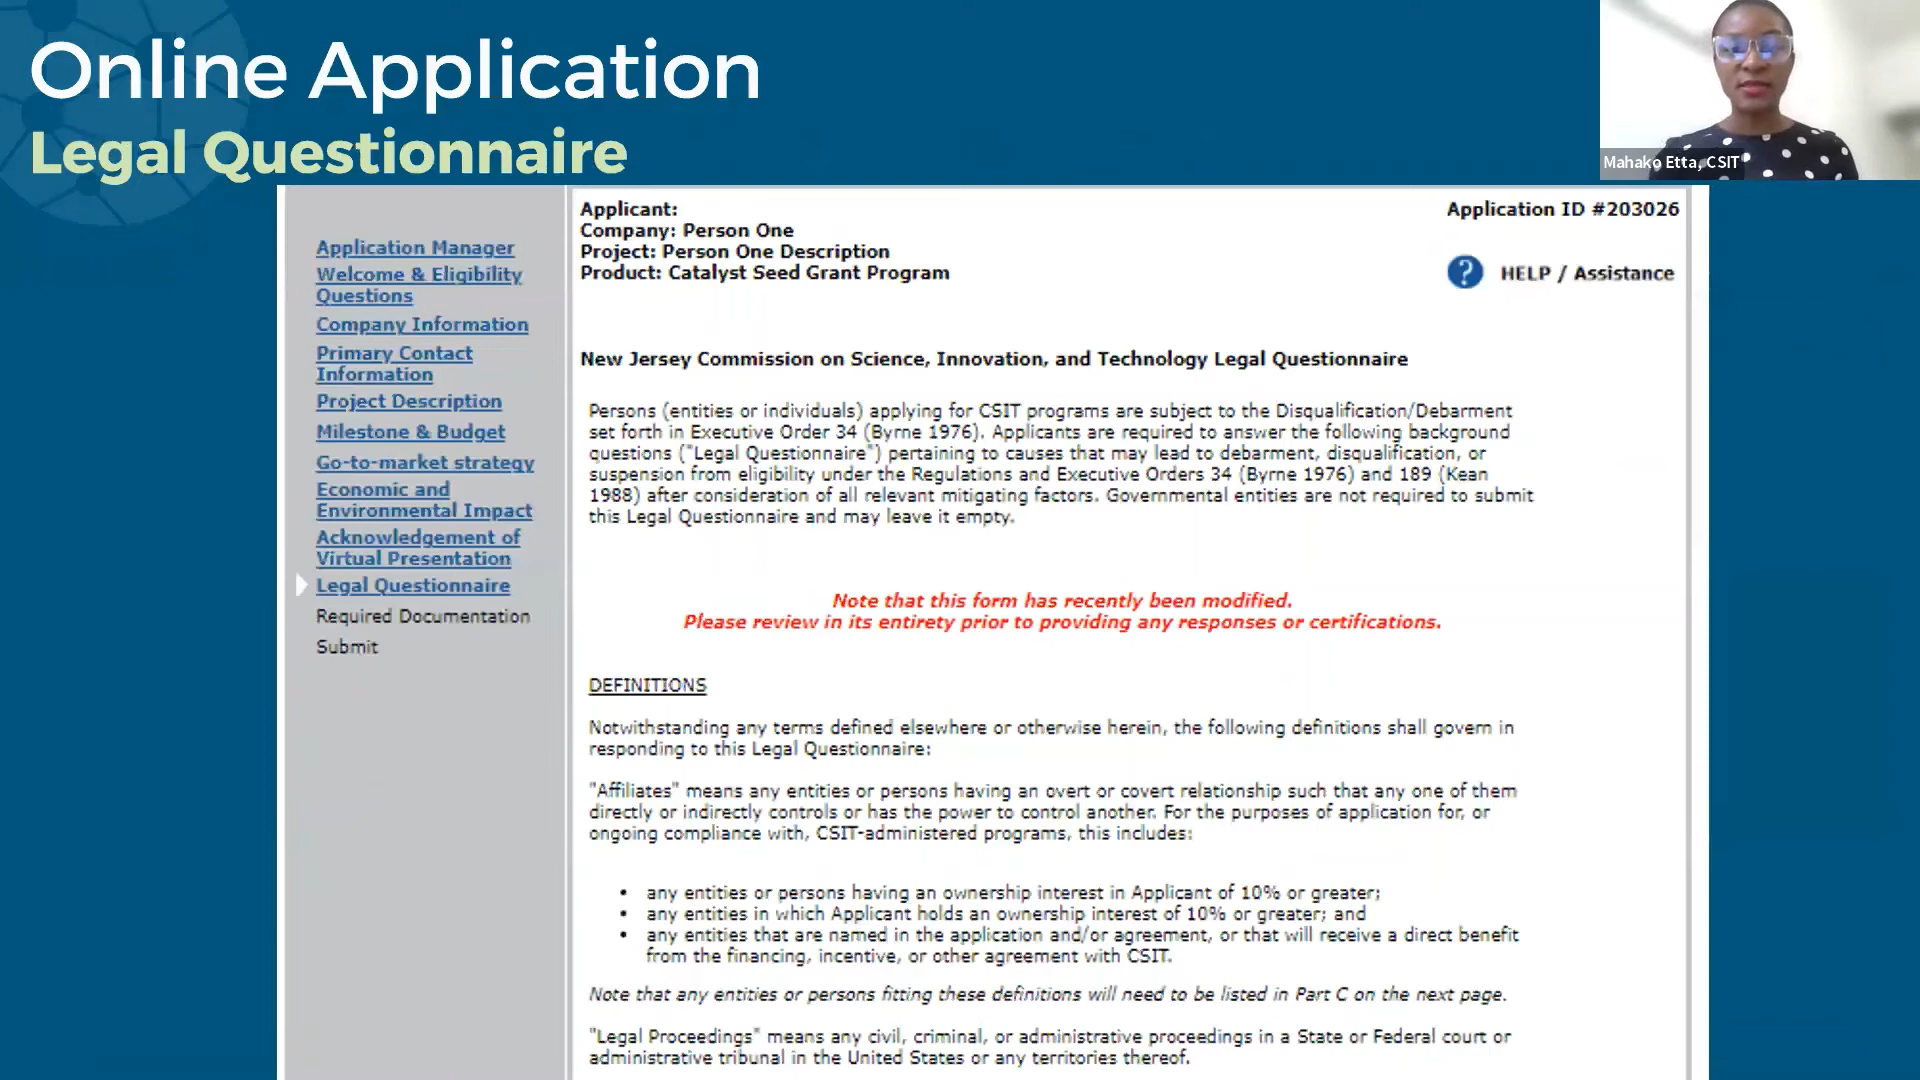 Online Application
Legal Questionnaire
Mahako Etta, CSIT
Application Manager
Welcome & Eligibility
Questions
Company Information
Primary Contact
Information
Project Description
Milestone & Budget
Go-to-market strategy
Economic and
Environmental Impact
Acknowledgement of
Virtual Presentation
Legal Questionnaire
Required Documentation
Submit
Applicant:
Company: Person One
Project: Person One Description
Product: Catalyst Seed Grant Program
Application ID #203026
? HELP / Assistance
New Jersey Commission on Science, Innovation, and Technology Legal Questionnaire
Persons (entities or individuals) applying for CSIT programs are subject to the Disqualification/Debarment
set forth in Executive Order 34 (Byrne 1976). Applicants are required to answer the following background
questions ("Legal Questionnaire") pertaining to causes that may lead to debarment, disqualification, or
suspension from eligibility under the Regulations and Executive Orders 34 (Byrne 1976) and 189 (Kean
1988) after consideration of all relevant mitigating factors. Governmental entities are not required to submit
this Legal Questionnaire and may leave it empty.
Note that this form has recently been modified.
Please review in its entirety prior to providing any responses or certifications.
DEFINITIONS
Notwithstanding any terms defined elsewhere or otherwise herein, the following definitions shall govern in
responding to this Legal Questionnaire:
"Affiliates" means any entities or persons having an overt or covert relationship such that any one of them
directly or indirectly controls or has the power to control another. For the purposes of application for, or
ongoing compliance with, CSIT-administered programs, this includes:
• any entities or persons having an ownership interest in Applicant of 10% or greater;
• any entities in which Applicant holds an ownership interest of 10% or greater; and
• any entities that are named in the application and/or agreement, or that will receive a direct benefit
from the financing, incentive, or other agreement with CSIT.
Note that any entities or persons fitting these definitions will need to be listed in Part C on the next page.
"Legal Proceedings" means any civil, criminal, or administrative proceedings in a State or Federal court or
administrative tribunal in the United States or any territories thereof.